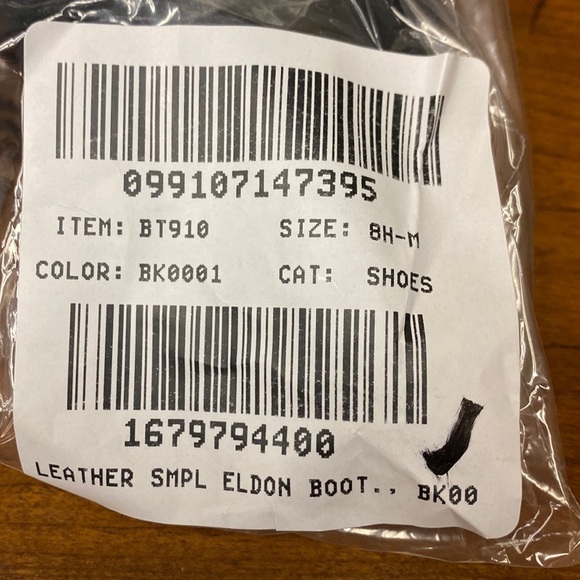 099107147395
ITEM: BT910 SIZE: 8H-M
COLOR: BK0001 CAT: SHOES
1679794400
LEATHER SMPL ELDON BOOT., BK00